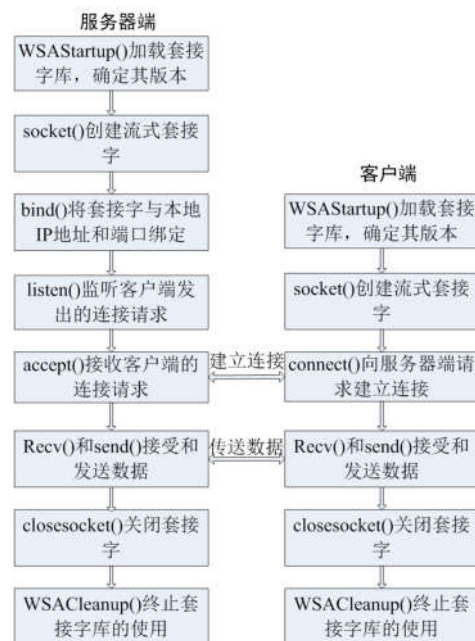 服务器端
WSAStartup()加载套接
字库，确定其版本
socket()创建流式套接
字
bind()将套接字与本地
IP地址和端口绑定
listen()监听客户端发
出的连接请求
accept()接收客户端的
连接请求
Recv()和send()接受和
发送数据
closesocket()关闭套接
字
WSACleanup()终止套
接字库的使用
建立连接
传送数据
客户端
WSAStartup()加载套接
字库，确定其版本
socket()创建流式套接
字
connect()向服务器端请
求建立连接
Recv()和send()接受和
发送数据
closesocket()关闭套接
字
WSACleanup()终止套
接字库的使用